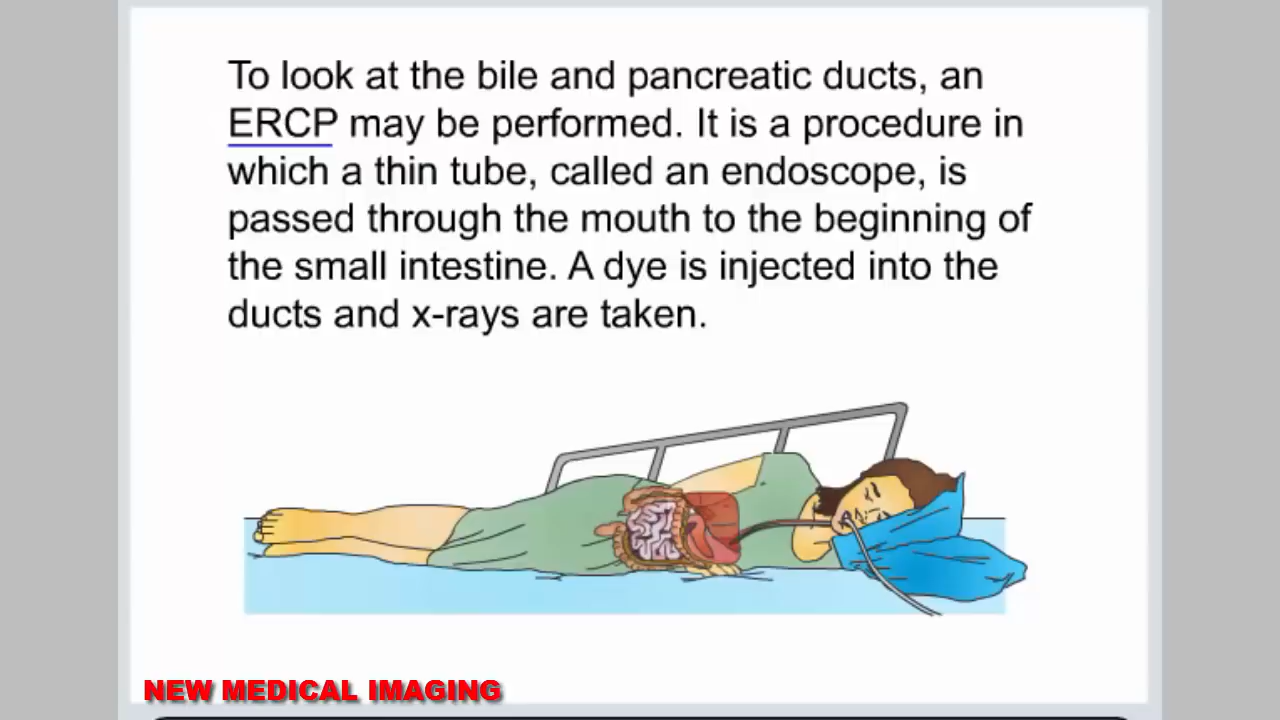 To look at the bile and pancreatic ducts, an
ERCP may be performed. It is a procedure in
which a thin tube, called an endoscope, is
passed through the mouth to the beginning of
the small intestine. A dye is injected into the
ducts and x-rays are taken.
NEW MEDICAL IMAGING